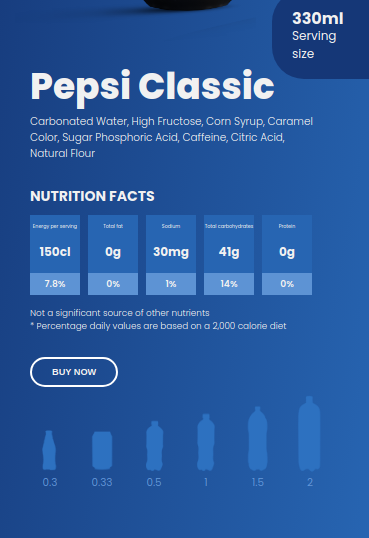 330ml
Serving
size
Pepsi Classic
Carbonated Water, High Fructose, Corn Syrup, Caramel
Color, Sugar Phosphoric Acid, Caffeine, Citric Acid,
Natural Flour
NUTRITION FACTS
Energy per serving Total fat Sodium Total carbohydrates Protein
150cl 0g 30mg 41g 0g
7.8% 0% 1% 14% 0%
Not a significant source of other nutrients
* Percentage daily values are based on a 2,000 calorie diet
BUY NOW
0.3 0.33 0.5 1 1.5 2